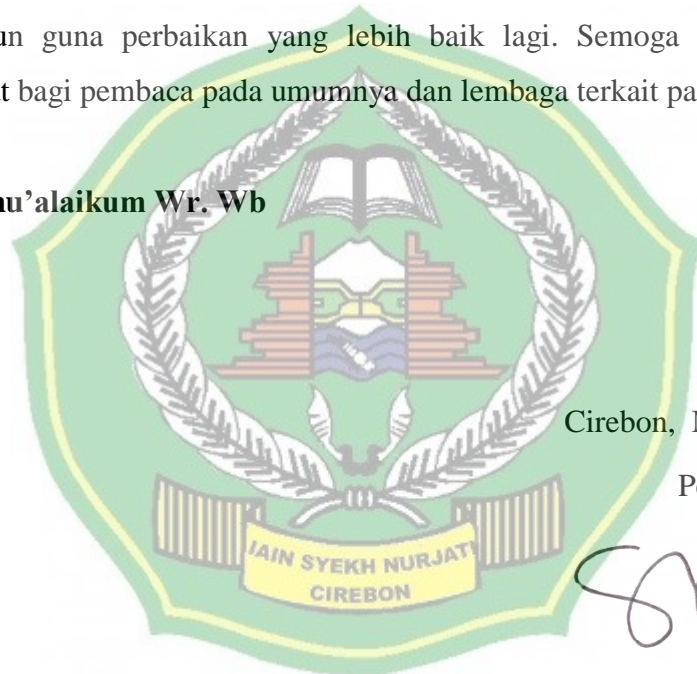 un guna perbaikan yang lebih baik lagi. Semoga
t bagi pembaca pada umumnya dan lembaga terkait pa
u'alaikum Wr. Wb
Cirebon,
P
IAIN SYEKH NURJATI
CIREBON